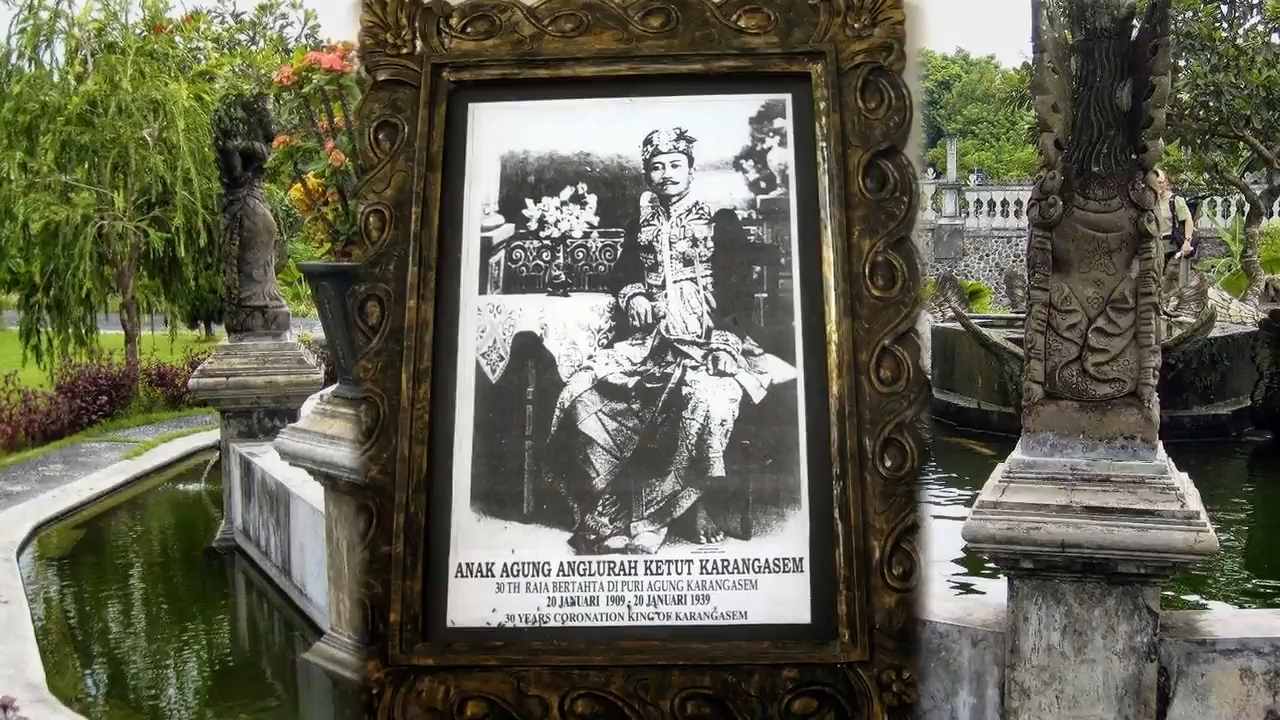 ANAK AGUNG ANGLURAH KETUT KARANGASEM
30 TH RAJA BERTAHTA DI PURI AGUNG KARANGASEM
20 JANUARI 1909 - 20 JANUARI 1939
30 YEARS CORONATION KING OF KARANGASEM